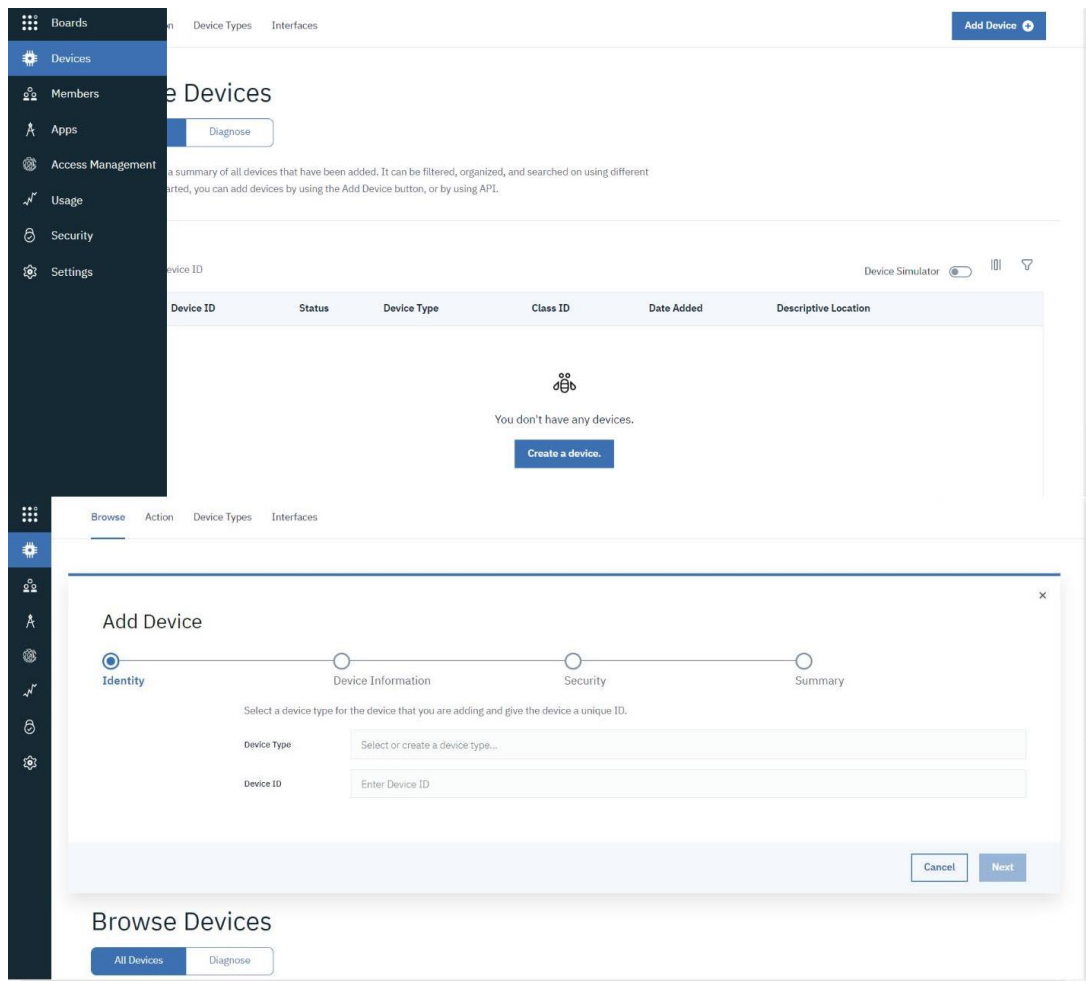 Boards
n Device Types Interfaces
Add Device
Devices
Members
e Devices
Apps
Diagnose
Access Management
a summary of all devices that have been added. It can be filtered, organized, and searched on using different
arted, you can add devices by using the Add Device button, or by using API.
Usage
Security
Settings
evice ID
Device Simulator
Device ID Status Device Type Class ID Date Added Descriptive Location
You don't have any devices.
Create a device.
Browse Action Device Types Interfaces
Add Device
Identity Device Information Security Summary
Select a device type for the device that you are adding and give the device a unique ID.
Device Type Select or create a device type...
Device ID Enter Device ID
Cancel Next
Browse Devices
All Devices Diagnose